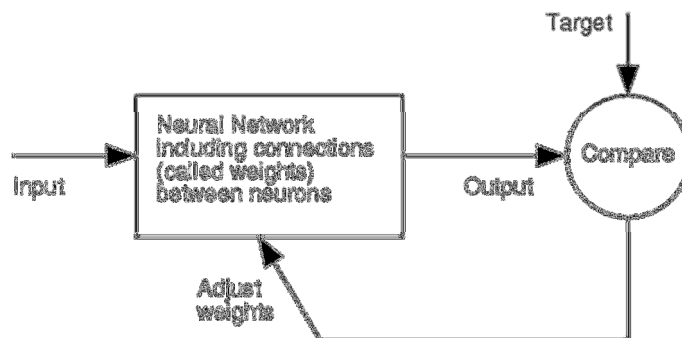 Target
Neural Network
including connections
(called weights)
between neurons
Compare
Input
Output
Adjust
weights